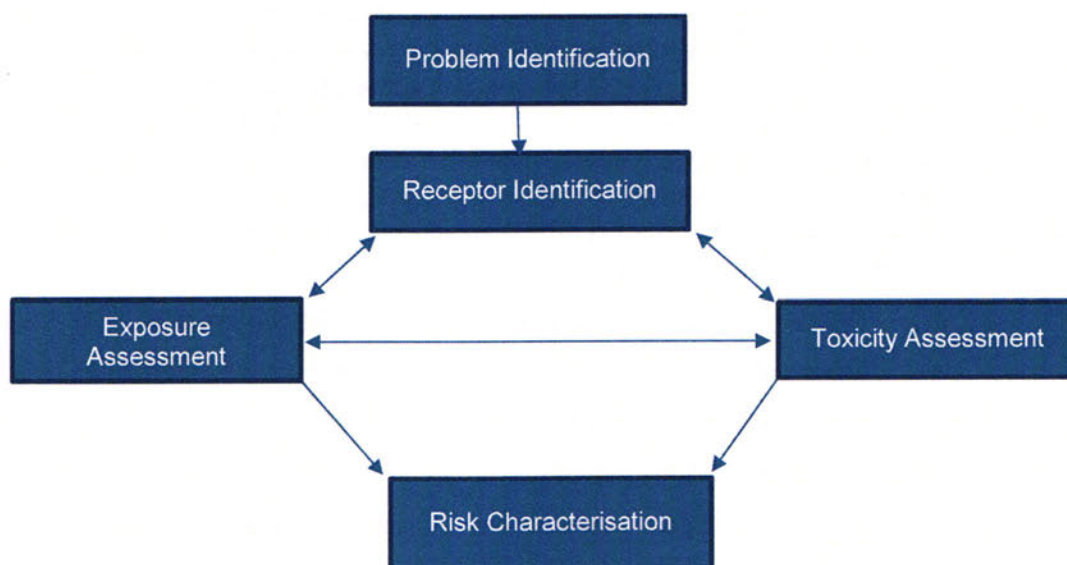 Problem Identification
Receptor Identification
Exposure
Assessment
Toxicity Assessment
Risk Characterisation